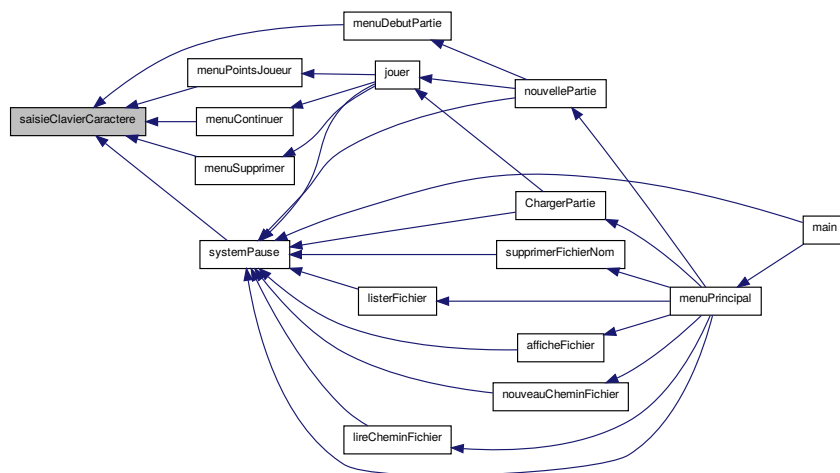 menuDebutPartie
menuPointsJoueur
jouer
nouvellePartie
saisieClavierCaractere
menuContinuer
menuSupprimer
ChargerPartie
main
systemPause
supprimerFichierNom
listerFichier
menuPrincipal
afficheFichier
nouveauCheminFichier
lireCheminFichier